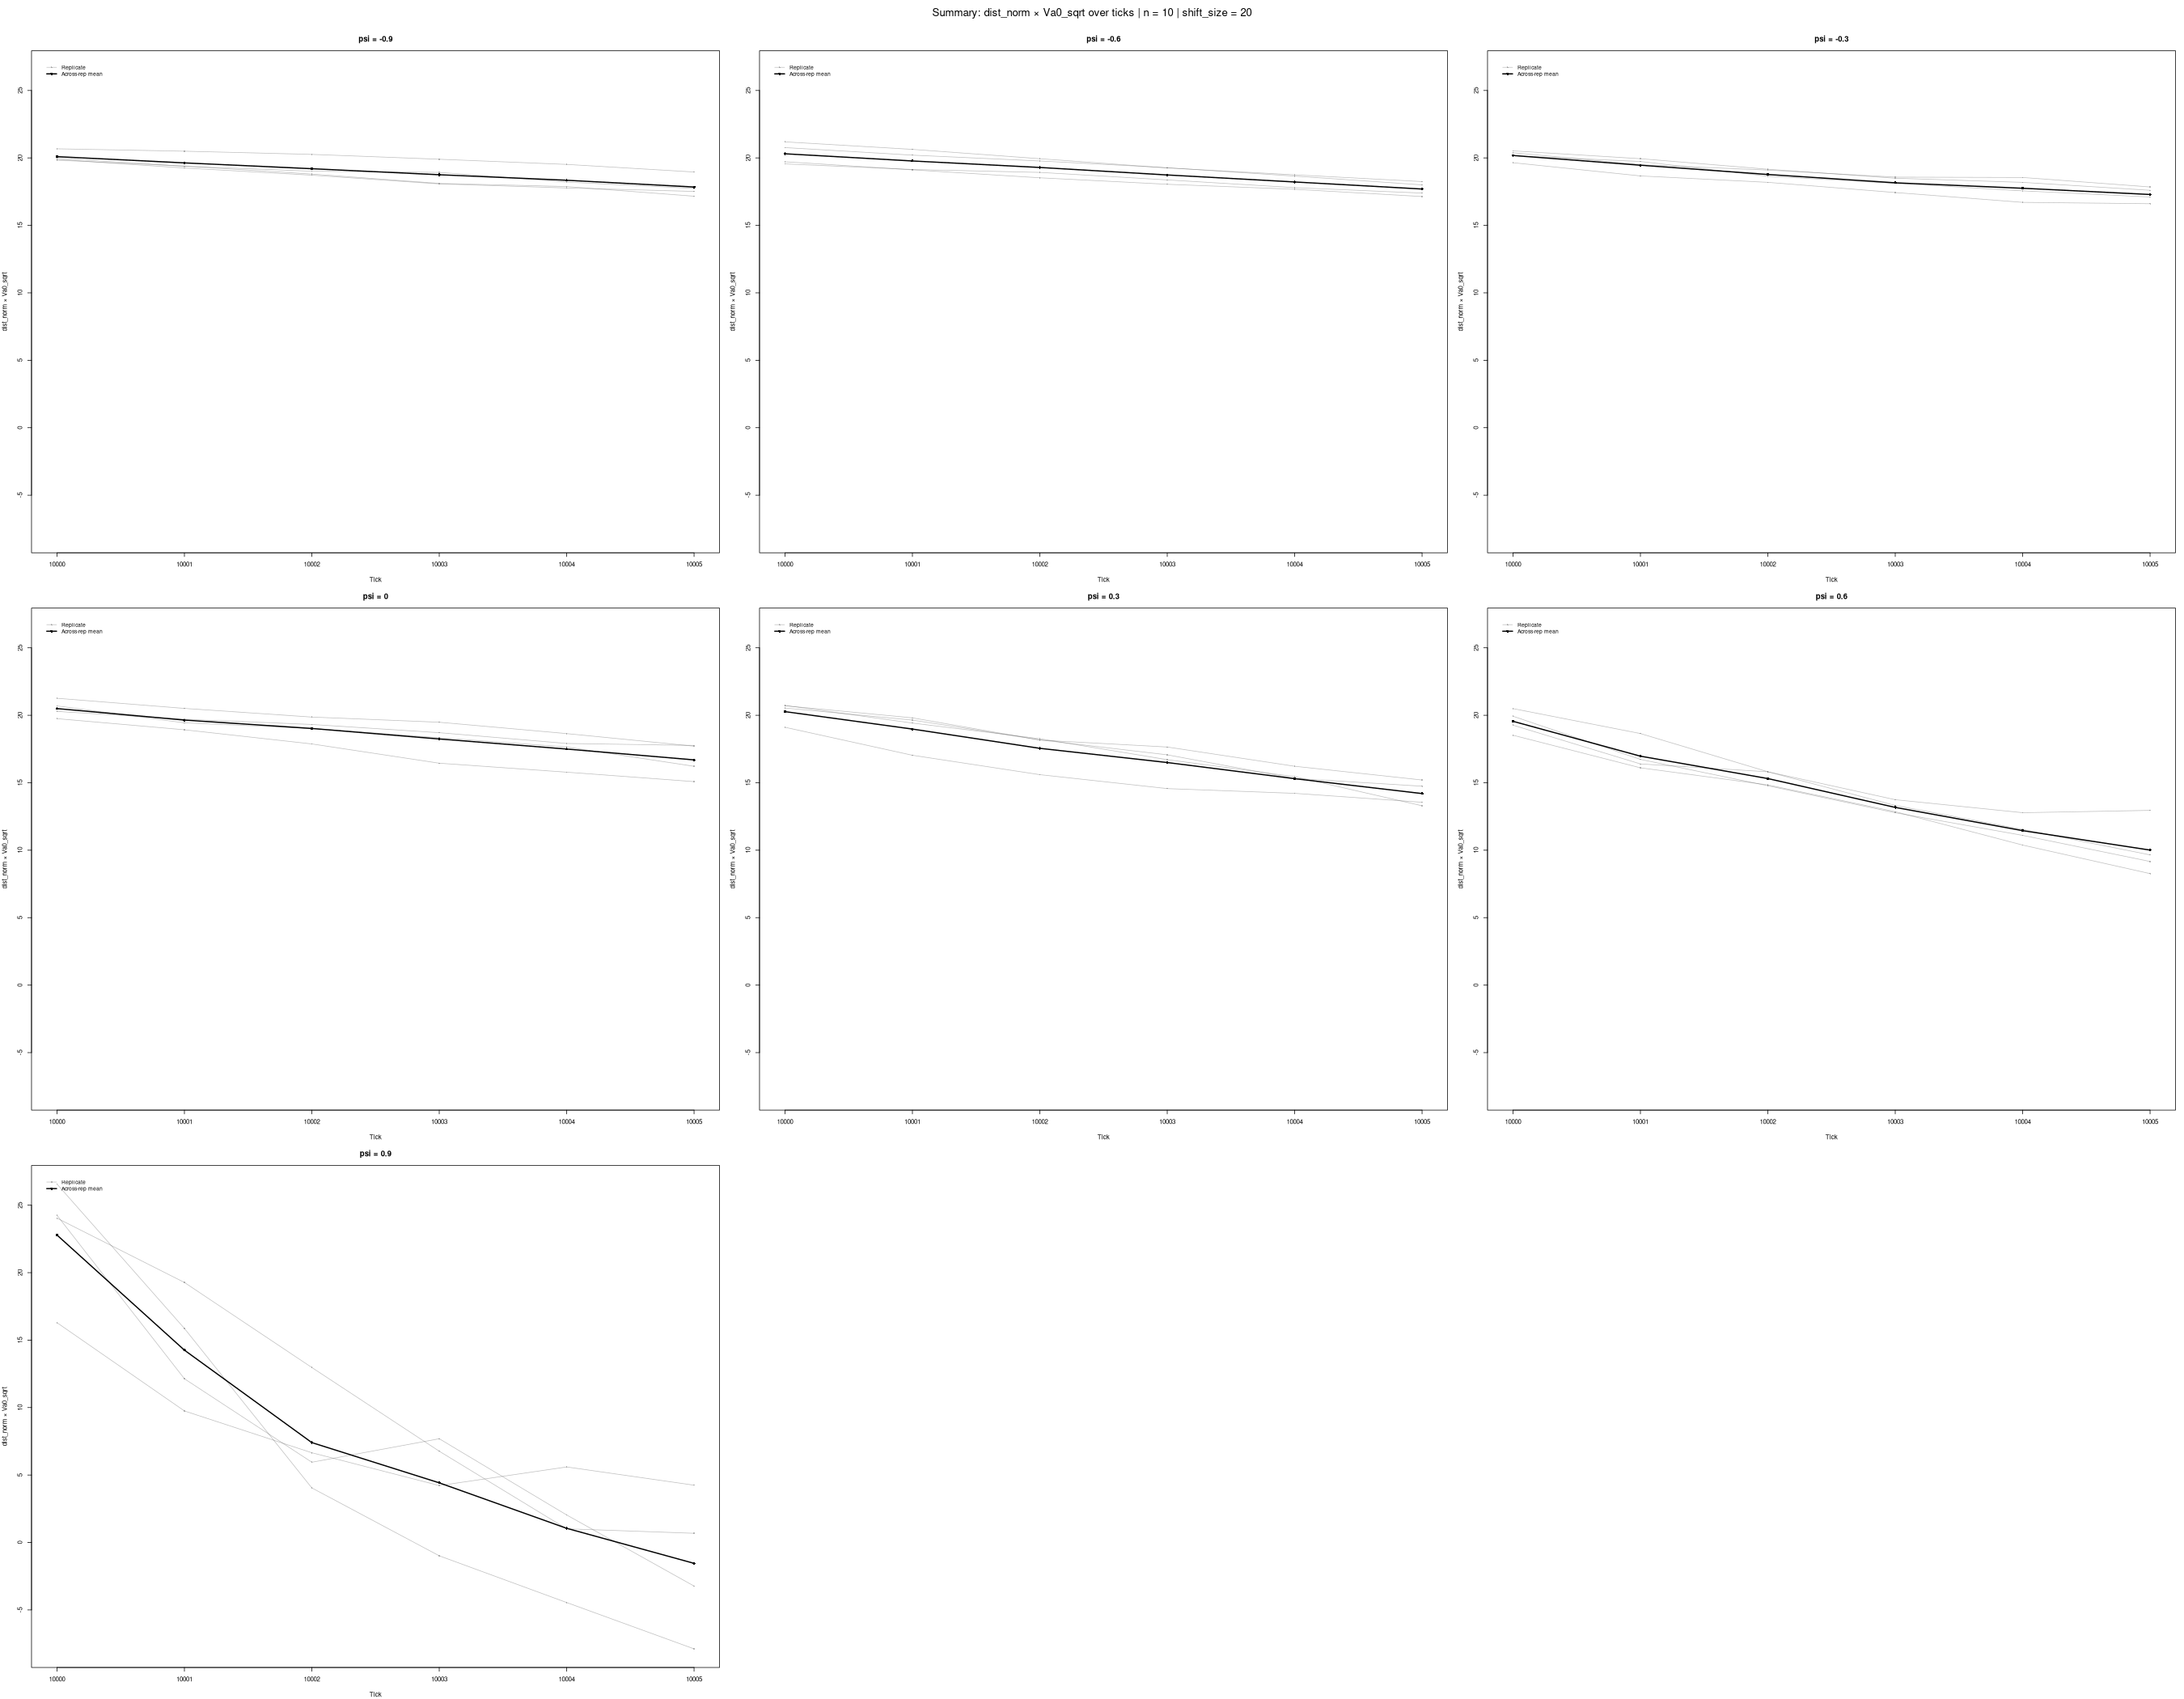 Summary: dist_norm × Va0_sqrt over ticks | n = 10 | shift_size = 20
psi = -0.9
Replicate
Across-rep mean
25
20
15
10
5
0
-5
dist_norm × Va0_sqrt
10000 10001 10002 10003 10004 10005
Tick
psi = -0.6
Replicate
Across-rep mean
25
20
15
10
5
0
-5
dist_norm × Va0_sqrt
10000 10001 10002 10003 10004 10005
Tick
psi = -0.3
Replicate
Across-rep mean
25
20
15
10
5
0
-5
dist_norm × Va0_sqrt
10000 10001 10002 10003 10004 10005
Tick
psi = 0
Replicate
Across-rep mean
25
20
15
10
5
0
-5
dist_norm × Va0_sqrt
10000 10001 10002 10003 10004 10005
Tick
psi = 0.3
Replicate
Across-rep mean
25
20
15
10
5
0
-5
dist_norm × Va0_sqrt
10000 10001 10002 10003 10004 10005
Tick
psi = 0.6
Replicate
Across-rep mean
25
20
15
10
5
0
-5
dist_norm × Va0_sqrt
10000 10001 10002 10003 10004 10005
Tick
psi = 0.9
Replicate
Across-rep mean
25
20
15
10
5
0
-5
dist_norm × Va0_sqrt
10000 10001 10002 10003 10004 10005
Tick